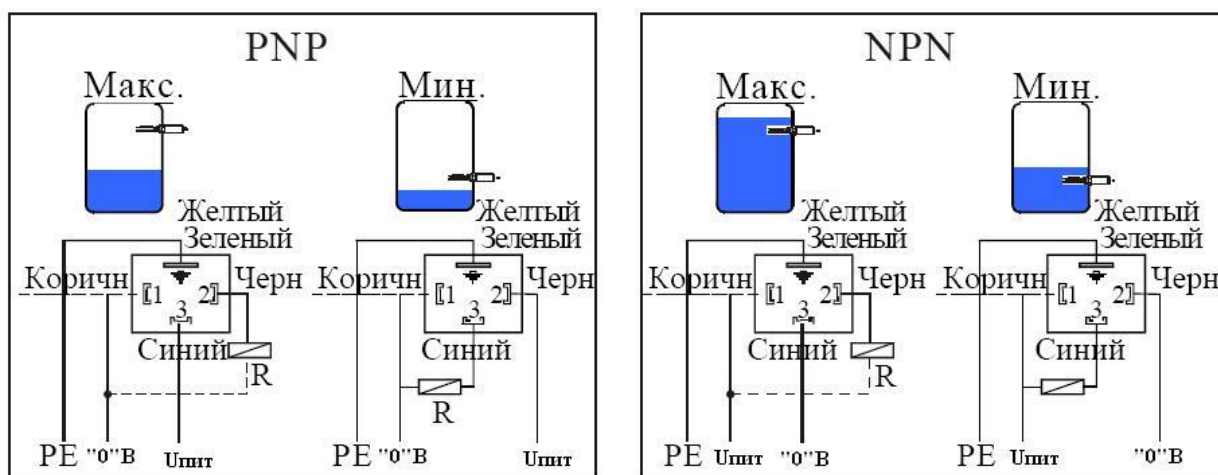 PNP
Макс.
Мин.
Желтый
Зеленый
Желтый
Зеленый
Коричн
Черн
Коричн
Черн
1
2
3
1
2
3
Синий
Синий
R
R
PE "0"В Uпит
PE "0"В Uпит
NPN
Макс.
Мин.
Желтый
Зеленый
Желтый
Зеленый
Коричн
Черн
Коричн
Черн
1
2
3
1
2
3
Синий
Синий
R
PE Uпит "0"В
PE Uпит "0"В